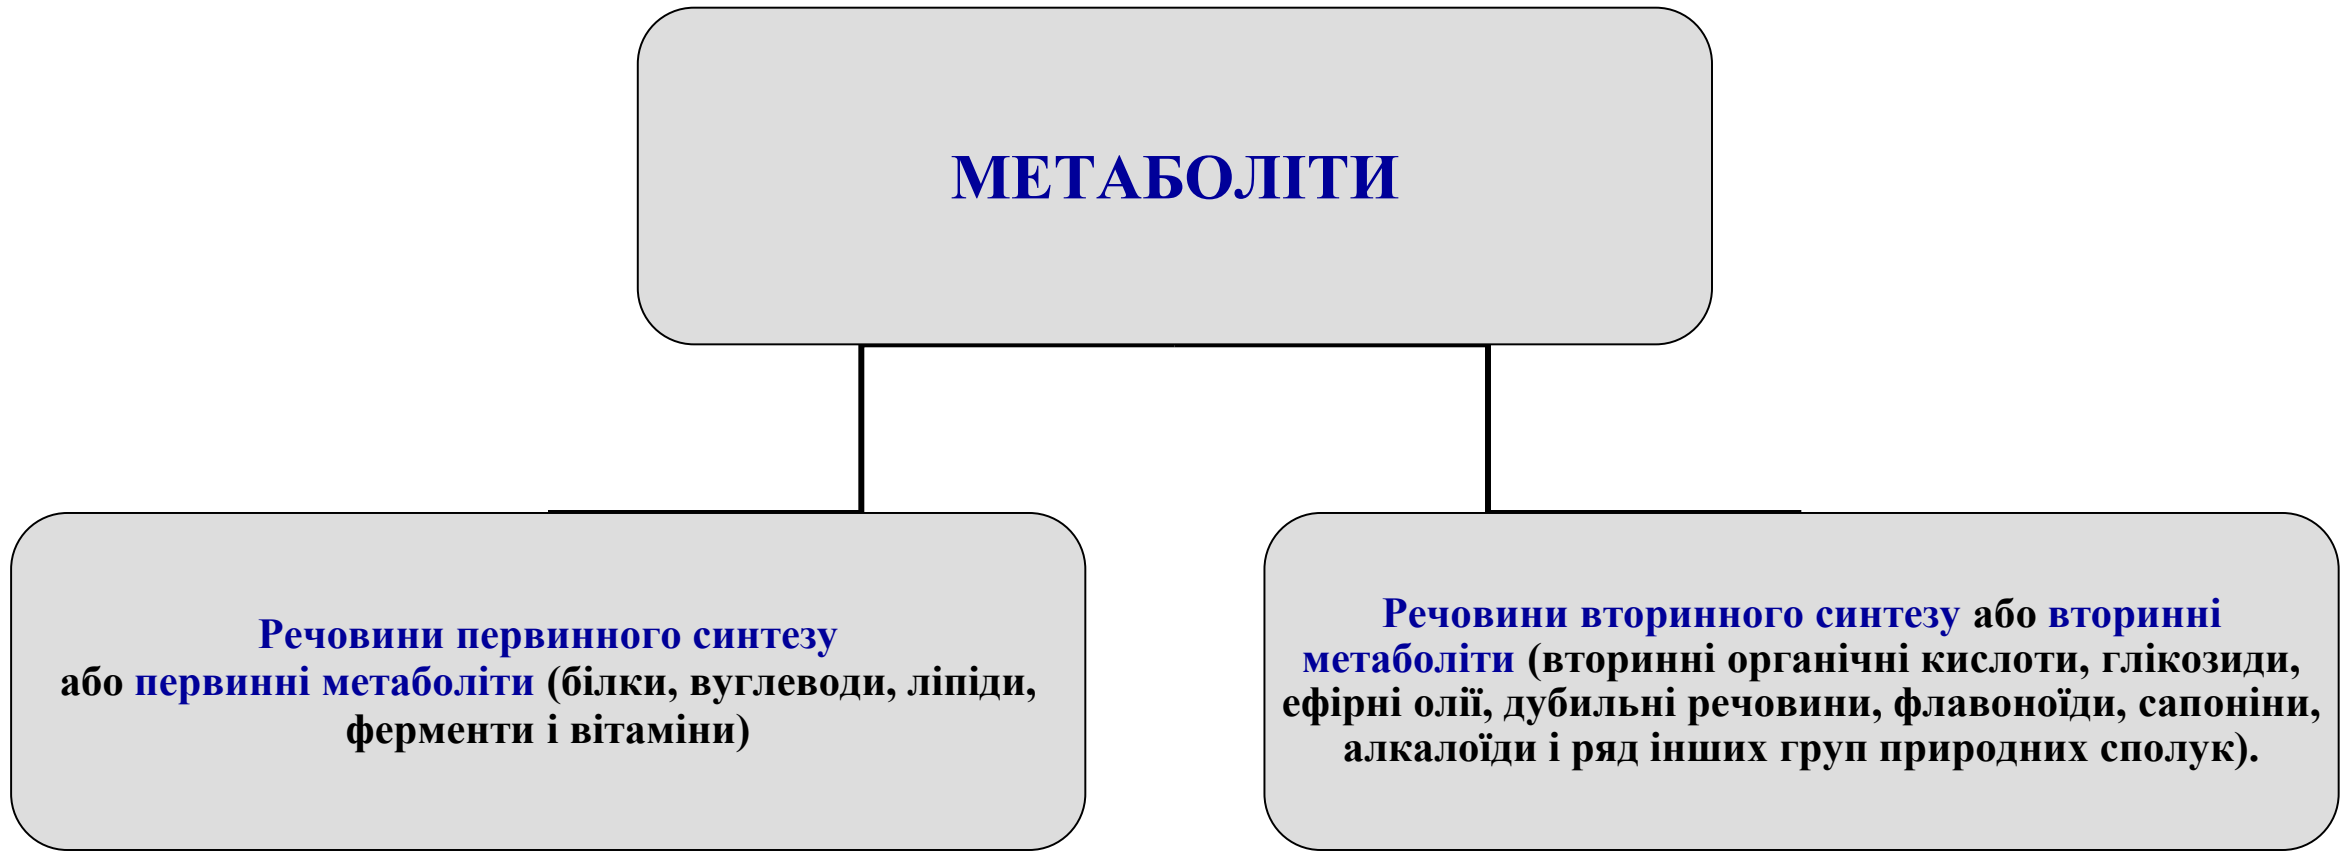 МЕТАБОЛІТИ
Речовини первинного синтезу
або первинні метаболіти (білки, вуглеводи, ліпіди,
ферменти і вітаміни)
Речовини вторинного синтезу або вторинні
метаболіти (вторинні органічні кислоти, глікозиди,
ефірні олії, дубильні речовини, флавоноїди, сапоніни,
алкалоїди і ряд інших груп природних сполук).